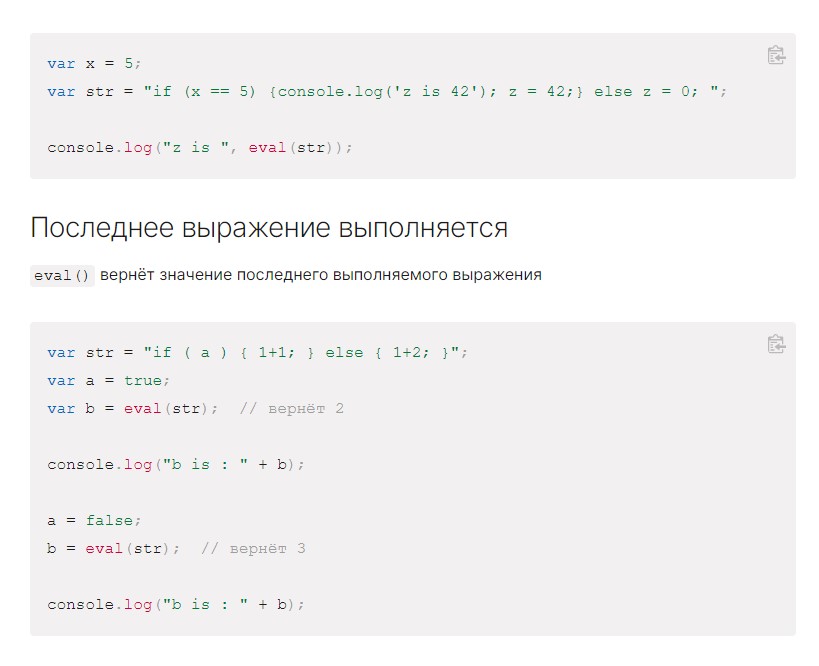 var x = 5;
var str = "if (x == 5) {console.log('z is 42'); z = 42;} else z = 0; ";
console.log("z is ", eval(str));
Последнее выражение выполняется
eval() вернёт значение последнего выполняемого выражения
var str = "if ( a ) { 1+1; } else { 1+2; }";
var a = true;
var b = eval(str);  // вернёт 2
console.log("b is : " + b);
a = false;
b = eval(str);  // вернёт 3
console.log("b is : " + b);